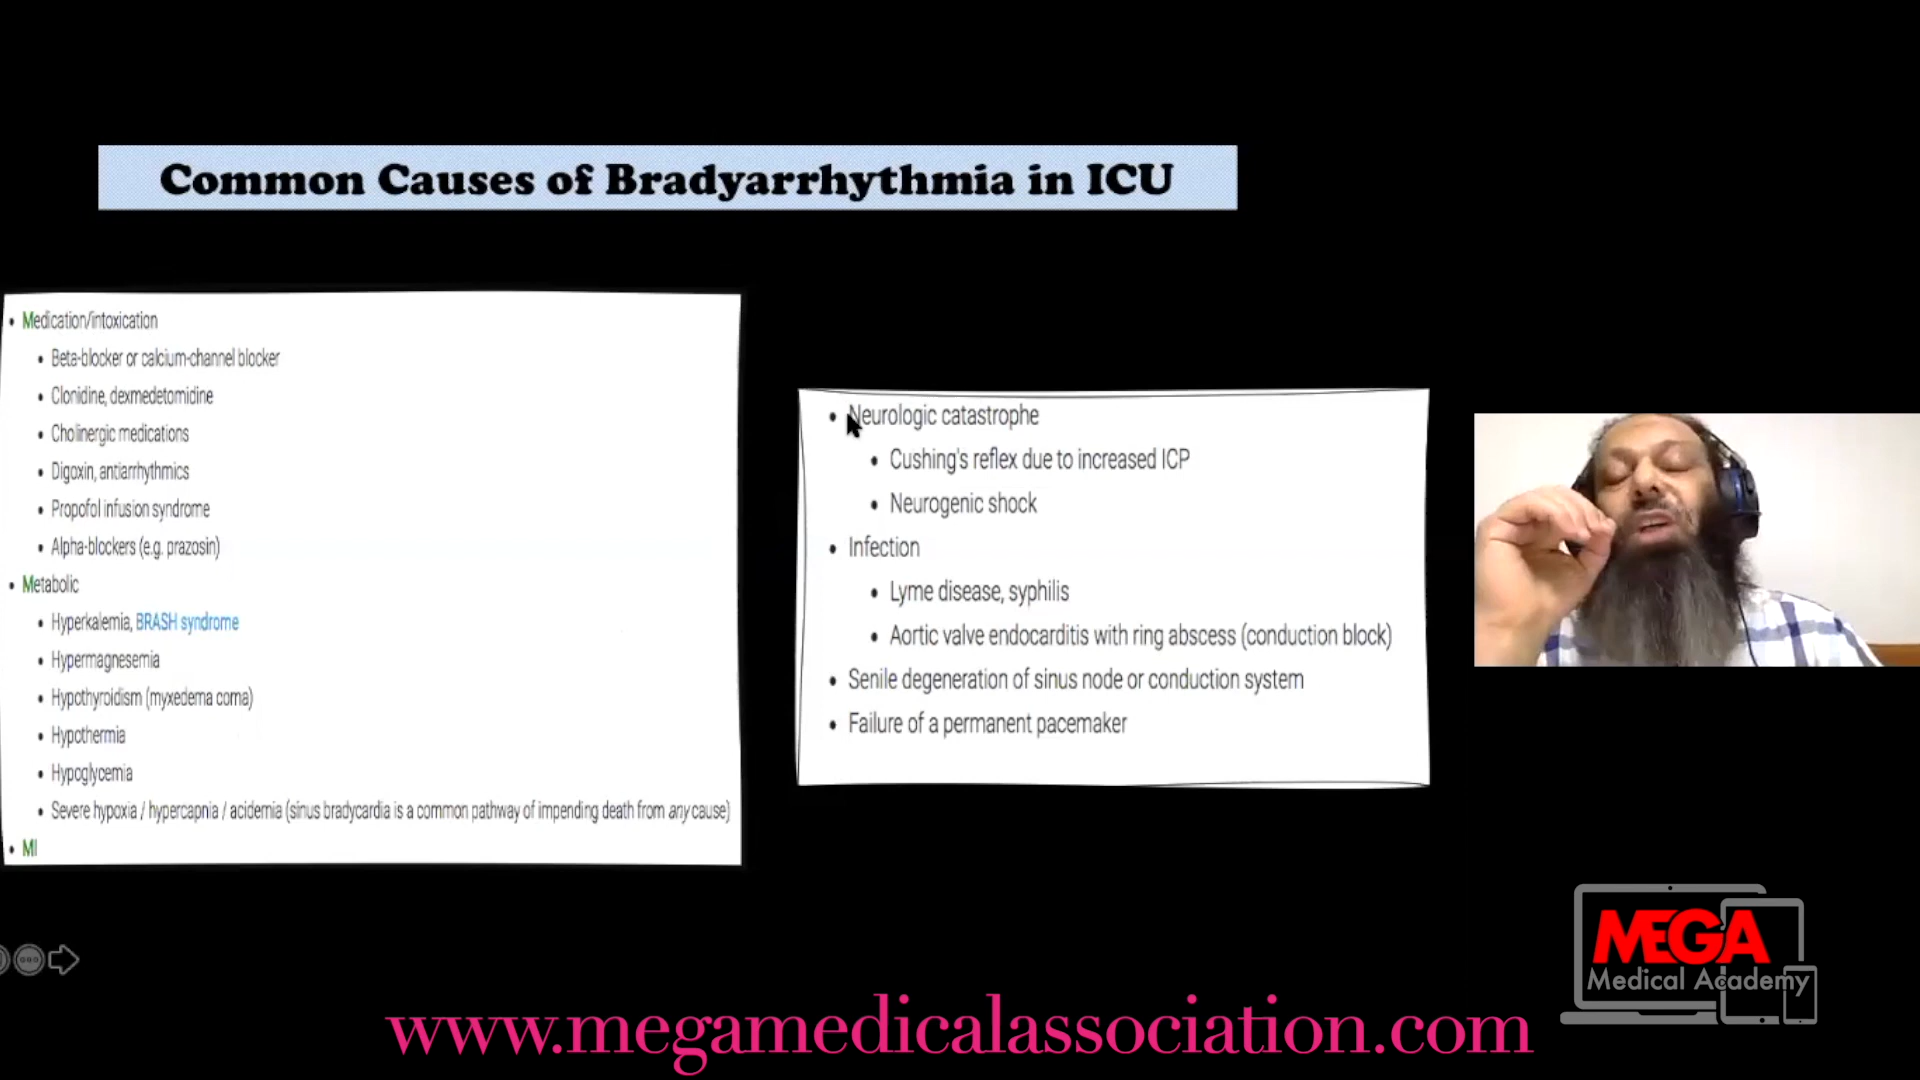 Common Causes of Bradyarrhythmia in ICU
• Medication/intoxication
• Beta-blocker or calcium-channel blocker
• Clonidine, dexmedetomidine
• Cholinergic medications
• Digoxin, antiarrhythmics
• Propofol infusion syndrome
• Alpha-blockers (e.g. prazosin)
• Metabolic
• Hyperkalemia, BRASH syndrome
• Hypermagnesemia
• Hypothyroidism (myxedema coma)
• Hypothermia
• Hypoglycemia
• Severe hypoxia / hypercapnia / acidemia (sinus bradycardia is a common pathway of impending death from any cause)
• MI
• Neurologic catastrophe
• Cushing's reflex due to increased ICP
• Neurogenic shock
• Infection
• Lyme disease, syphilis
• Aortic valve endocarditis with ring abscess (conduction block)
• Senile degeneration of sinus node or conduction system
• Failure of a permanent pacemaker
MEGA
Medical Academy
www.megamedicalassociation.com